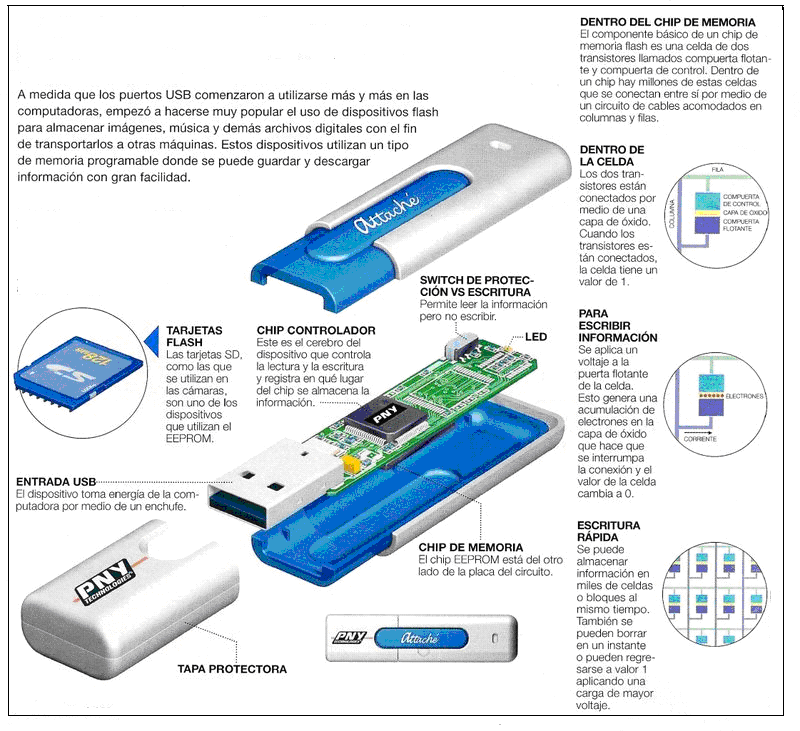 A medida que los puertos USB comenzaron a utilizarse más y más en las
computadoras, empezó a hacerse muy popular el uso de dispositivos flash
para almacenar imágenes, música y demás archivos digitales con el fin
de transportarlos a otras máquinas. Estos dispositivos utilizan un tipo
de memoria programable donde se puede guardar y descargar
información con gran facilidad.
Attaché
DENTRO DEL CHIP DE MEMORIA
El componente básico de un chip de
memoria flash es una celda de dos
transistores llamados compuerta flotan-
te y compuerta de control. Dentro de
un chip hay millones de estas celdas
que se conectan entre sí por medio de
un circuito de cables acomodados en
columnas y filas.
DENTRO DE
LA CELDA
Los dos tran-
sistores están
conectados por
medio de una
capa de óxido.
Cuando los
transistores es-
tán conectados,
la celda tiene un
valor de 1.
FILA
COLUMNA
COMPUERTA
DE CONTROL
CAPA DE ÓXIDO
COMPUERTA
FLOTANTE
TARJETAS
FLASH
Las tarjetas SD,
como las que
se utilizan en
las cámaras,
son uno de los
dispositivos
que utilizan el
EEPROM.
128MB
CHIP CONTROLADOR
Este es el cerebro del
dispositivo que controla
la lectura y la escritura
y registra en qué lugar
del chip se almacena la
información.
SWITCH DE PROTEC-
CIÓN VS ESCRITURA
Permite leer la información
pero no escribir.
LED
PNY
PARA
ESCRIBIR
INFORMACIÓN
Se aplica un
voltaje a la
puerta flotante
de la celda.
Esto genera una
acumulación de
electrones en la
capa de óxido
que hace que
se interrumpa
la conexión y el
valor de la celda
cambia a 0.
ELECTRONES
CORRIENTE
ENTRADA USB
El dispositivo toma energía de la com-
putadora por medio de un enchufe.
CHIP DE MEMORIA
El chip EEPROM está del otro
lado de la placa del circuito.
ESCRITURA
RÁPIDA
Se puede
almacenar
información en
miles de celdas
o bloques al
mismo tiempo.
También se
pueden borrar
en un instante
o pueden regre-
sarse a valor 1
aplicando una
carga de mayor
voltaje.
PNY
TECHNOLOGIES
TAPA PROTECTORA
PNY
TECHNOLOGIES
Attaché